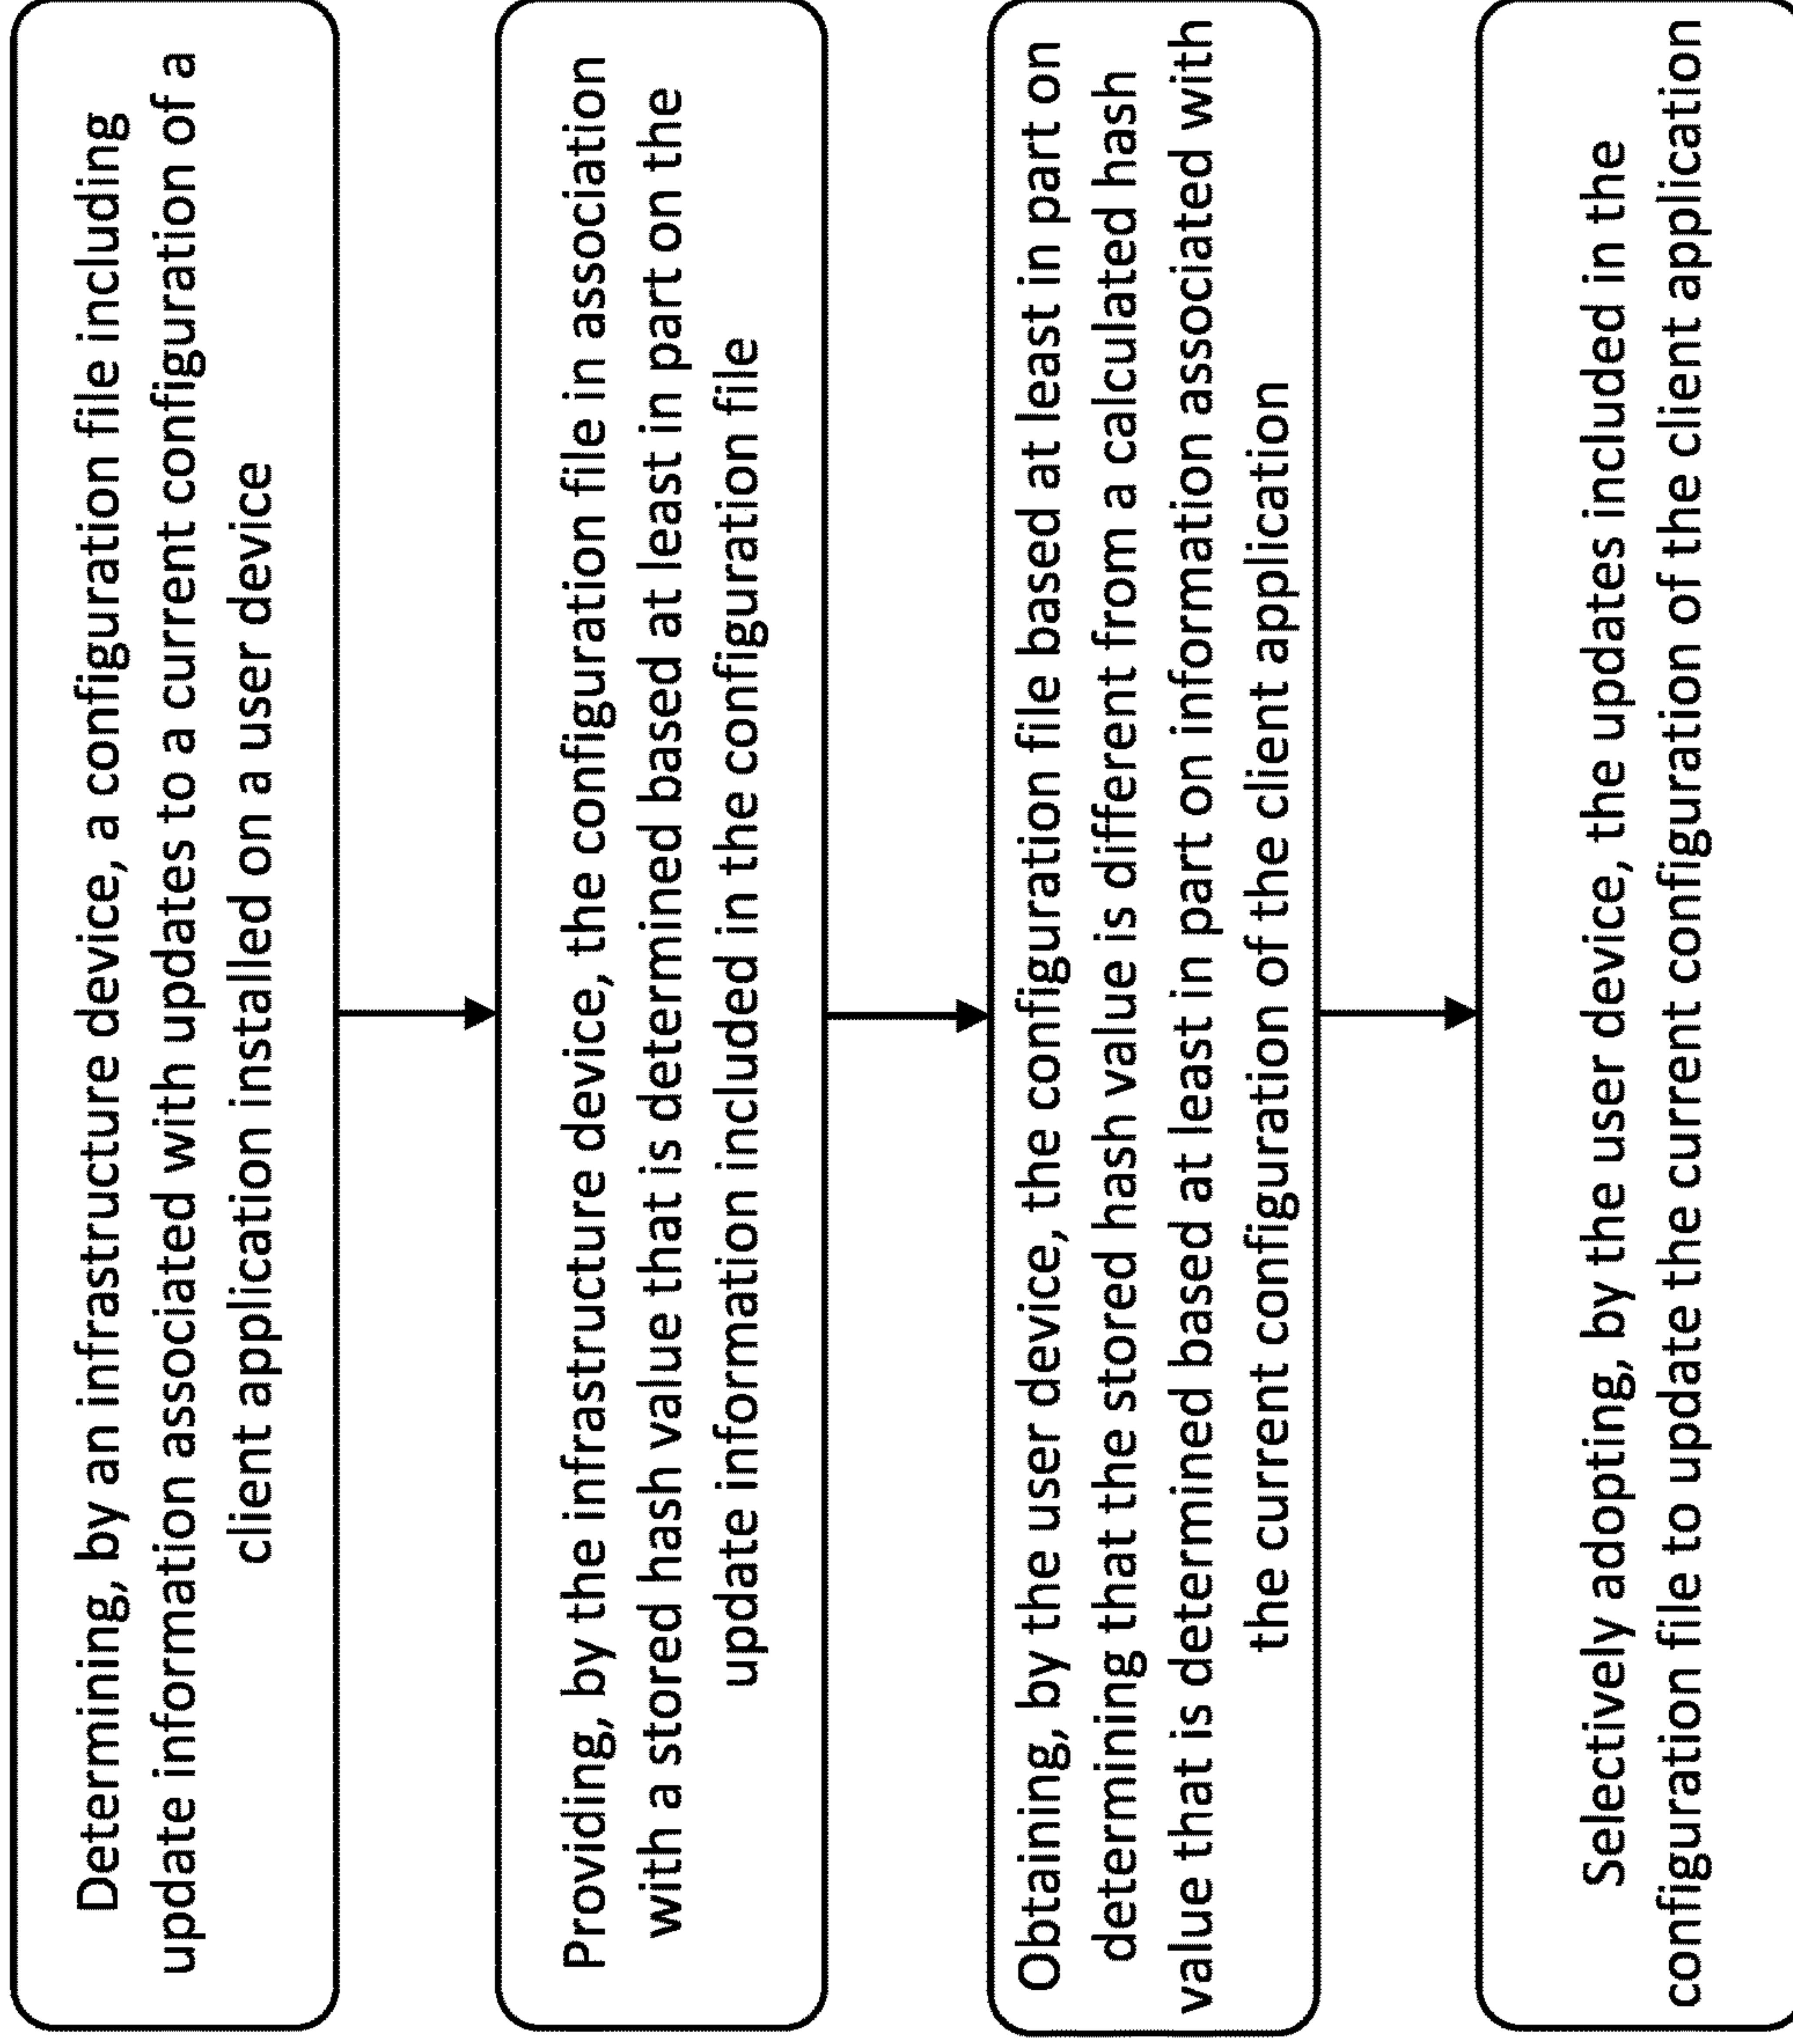 Determining, by an infrastructure device, a configuration file including
update information associated with updates to a current configuration of a
client application installed on a user device
Providing, by the infrastructure device, the configuration file in association
with a stored hash value that is determined based at least in part on the
update information included in the configuration file
Obtaining, by the user device, the configuration file based at least in part on
determining that the stored hash value is different from a calculated hash
value that is determined based at least in part on information associated with
the current configuration of the client application
Selectively adopting, by the user device, the updates included in the
configuration file to update the current configuration of the client application